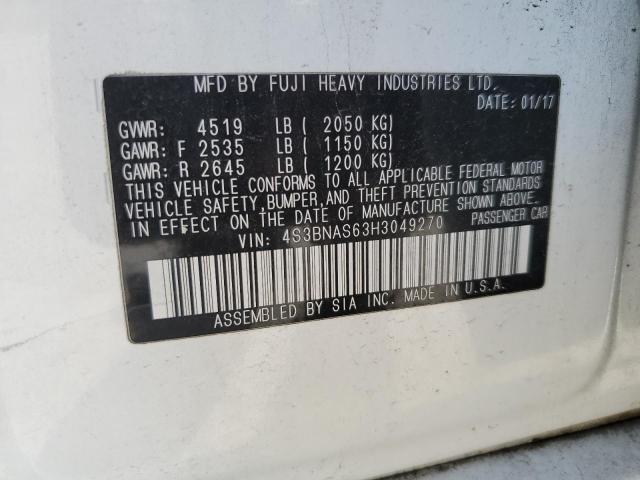 MFD BY FUJI HEAVY INDUSTRIES LTD.
DATE: 01/17
GVWR: 4519 LB ( 2050 KG)
GAWR: F 2535 LB ( 1150 KG)
GAWR: R 2645 LB ( 1200 KG)
THIS VEHICLE CONFORMS TO ALL APPLICABLE FEDERAL MOTOR
VEHICLE SAFETY, BUMPER, AND THEFT PREVENTION STANDARDS
IN EFFECT ON THE DATE OF MANUFACTURE SHOWN ABOVE.
VIN: 4S3BNAS63H3049270 PASSENGER CAR
ASSEMBLED BY SIA INC. MADE IN U.S.A.